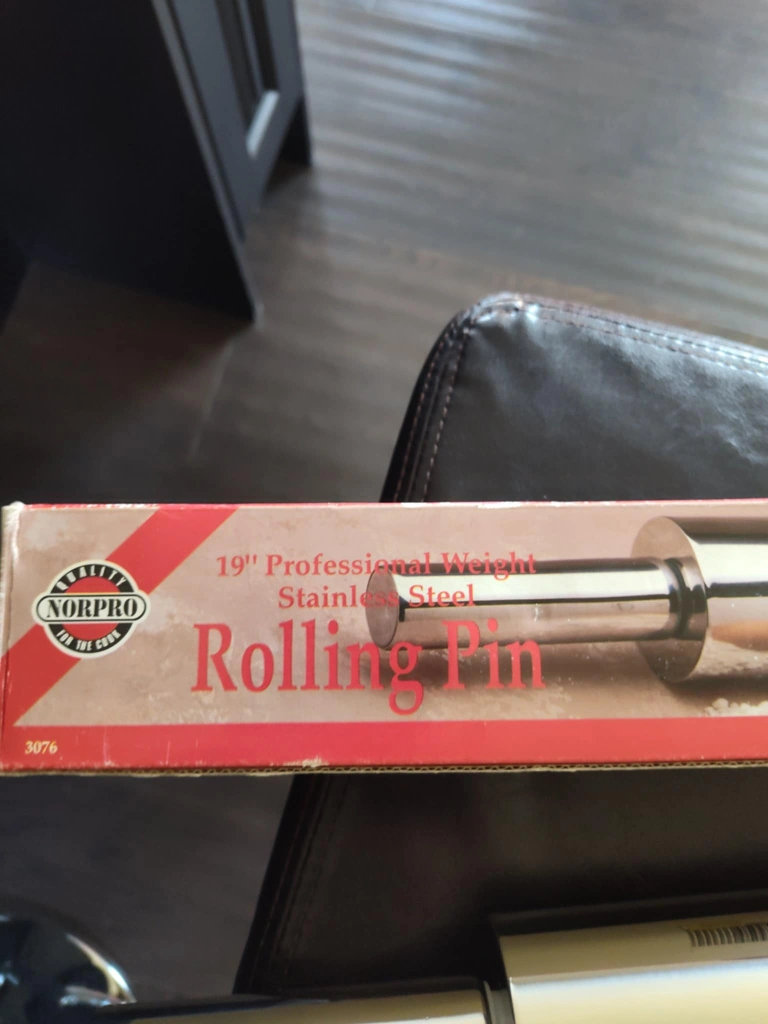 19" Professional Weight
Stainless Steel
Rolling Pin
QUALITY
NORPRO
FOR THE COOK
3076